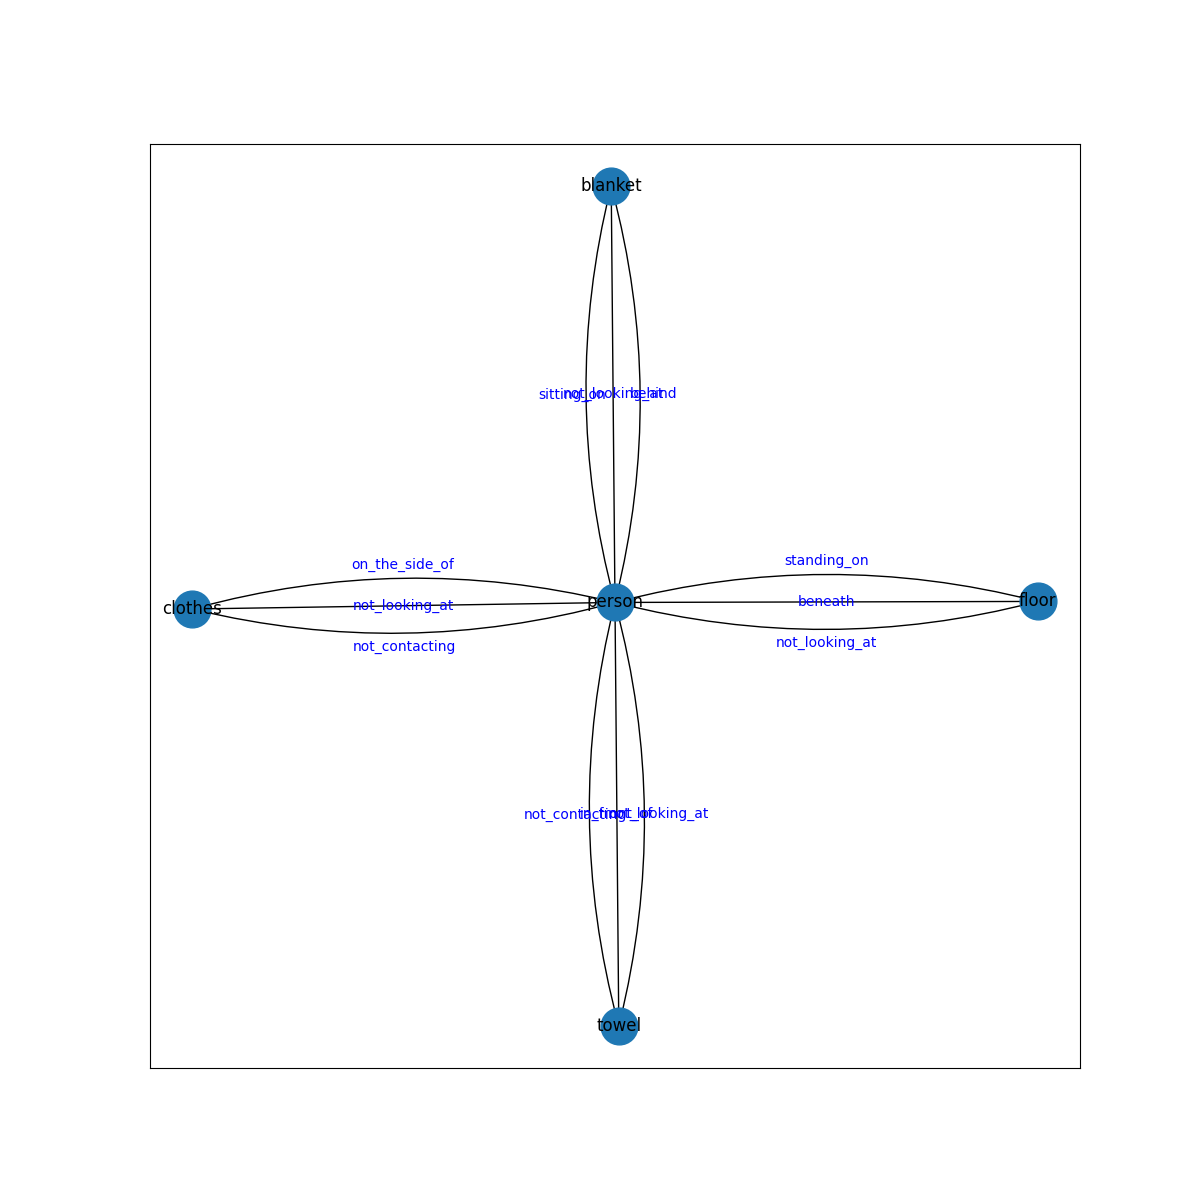 blanket
sitting_on
not_looking_at
behind
on_the_side_of
standing_on
clothes
not_looking_at
person
beneath
floor
not_contacting
not_looking_at
not_contacting
in_front_of
not_looking_at
towel